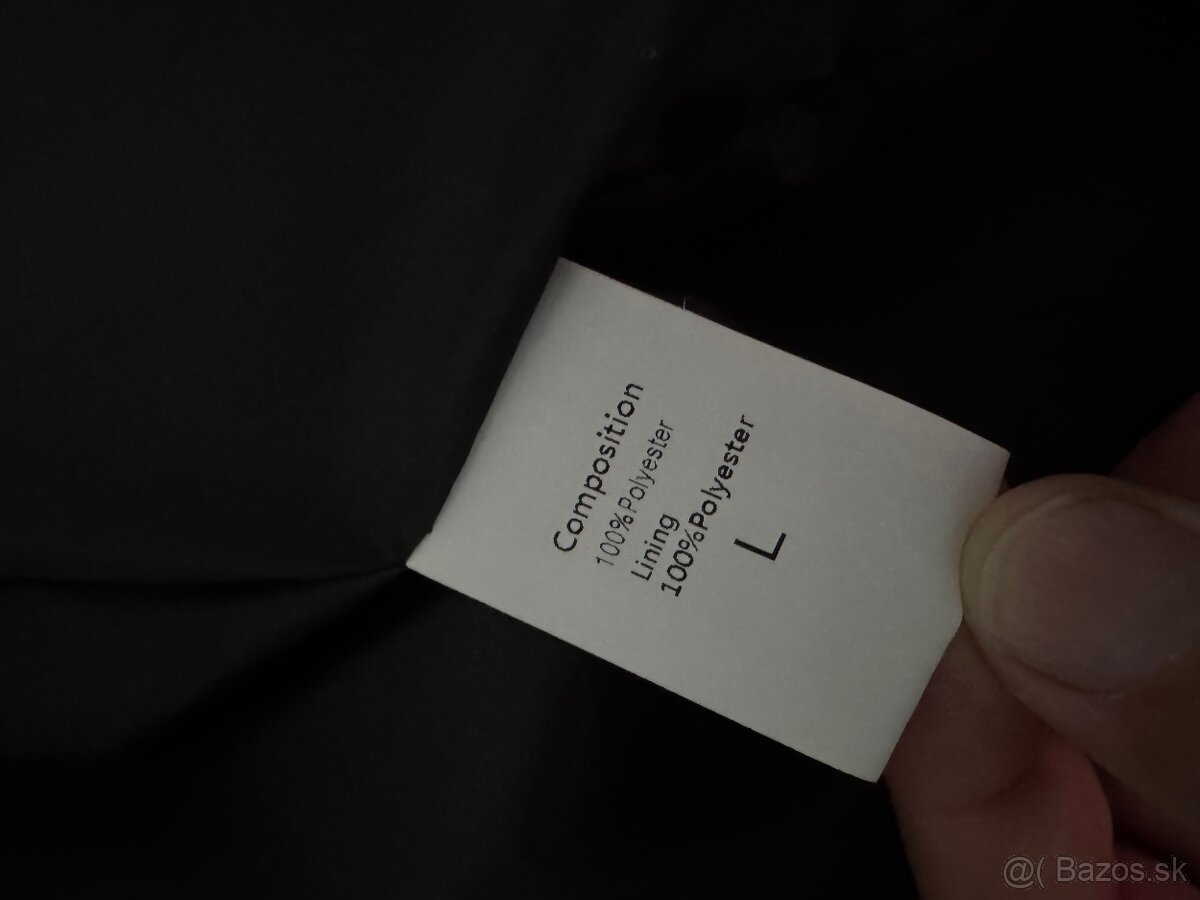 Composition
100%Polyester
Lining
100%Polyester
L
@( Bazos.sk